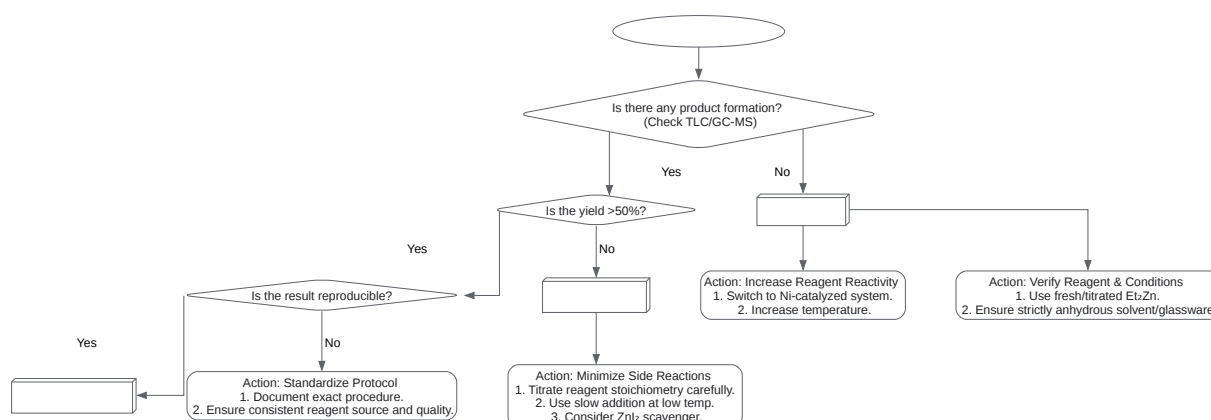 Is there any product formation?
(Check TLC/GC-MS)
Yes
No
Is the yield >50%?
Yes
No
Action: Increase Reagent Reactivity
1. Switch to Ni-catalyzed system.
2. Increase temperature.
Action: Verify Reagent & Conditions
1. Use fresh/titrated Et₂Zn.
2. Ensure strictly anhydrous solvent/glassware
Is the result reproducible?
Yes
No
Action: Standardize Protocol
1. Document exact procedure.
2. Ensure consistent reagent source and quality.
Action: Minimize Side Reactions
1. Titrate reagent stoichiometry carefully.
2. Use slow addition at low temp.
3. Consider ZnI₂ scavenger.